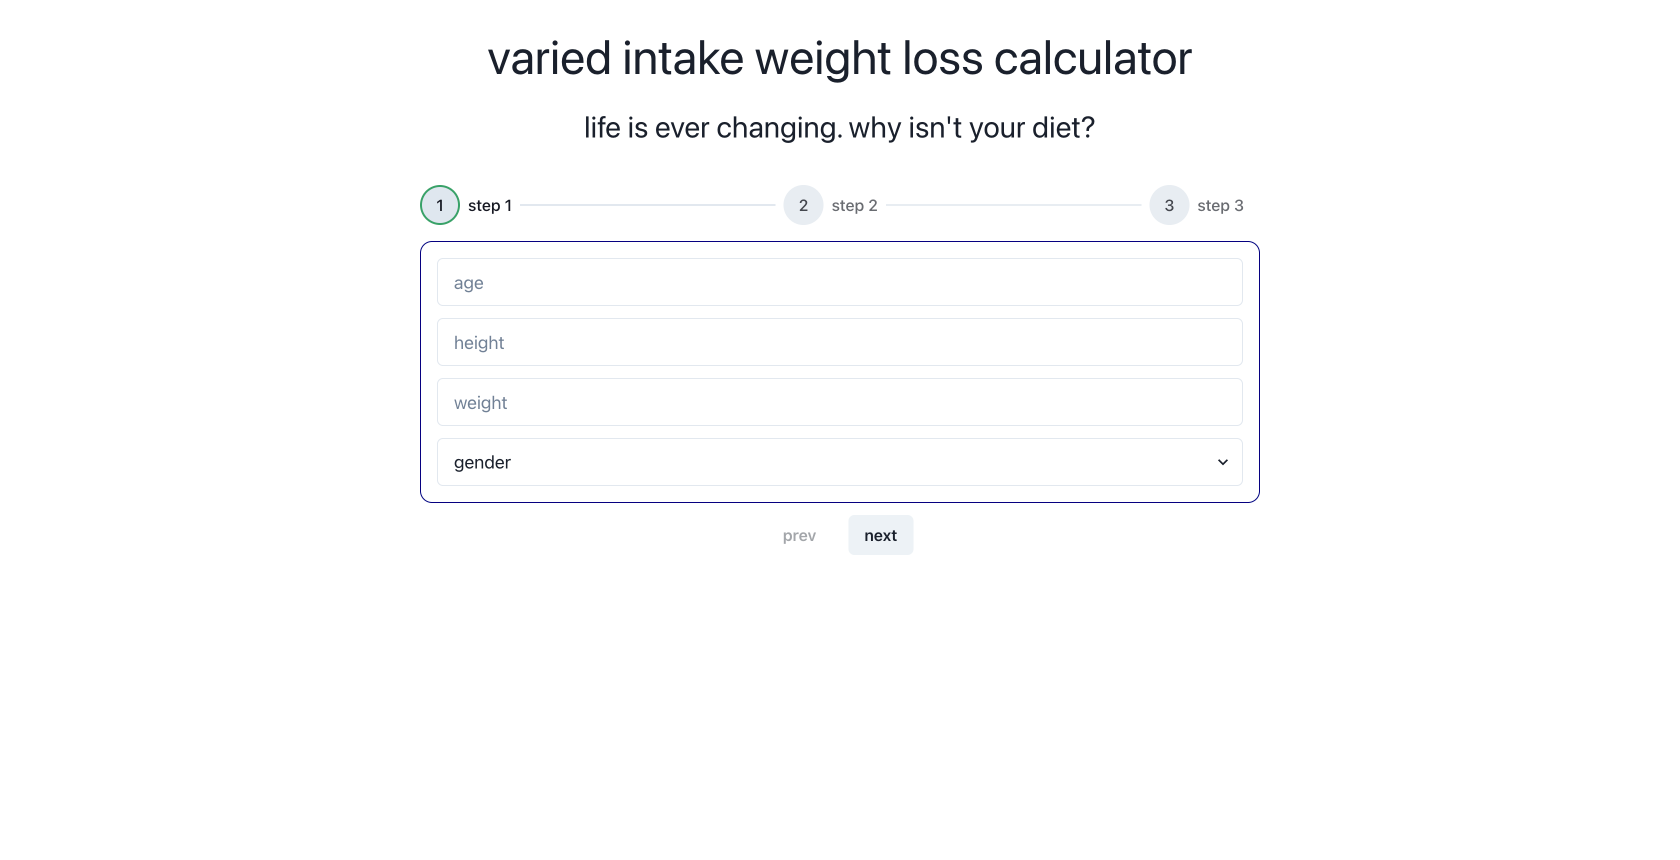 varied intake weight loss calculator
life is ever changing. why isn't your diet?
1 step 1 2 step 2 3 step 3
age
height
weight
gender
prev next